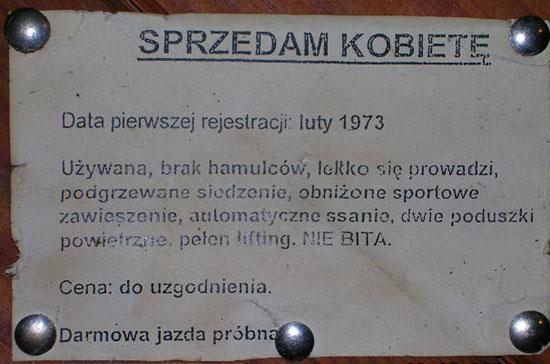 SPRZEDAM KOBIETĘ
Data pierwszej rejestracji: luty 1973
Używana, brak hamulców, lekko się prowadzi,
podgrzewane siedzenie, obniżone sportowe
zawieszenie, automatyczne ssanie, dwie poduszki
powietrzne, pełen lifting. NIE BITA.
Cena: do uzgodnienia.
Darmowa jazda próbna